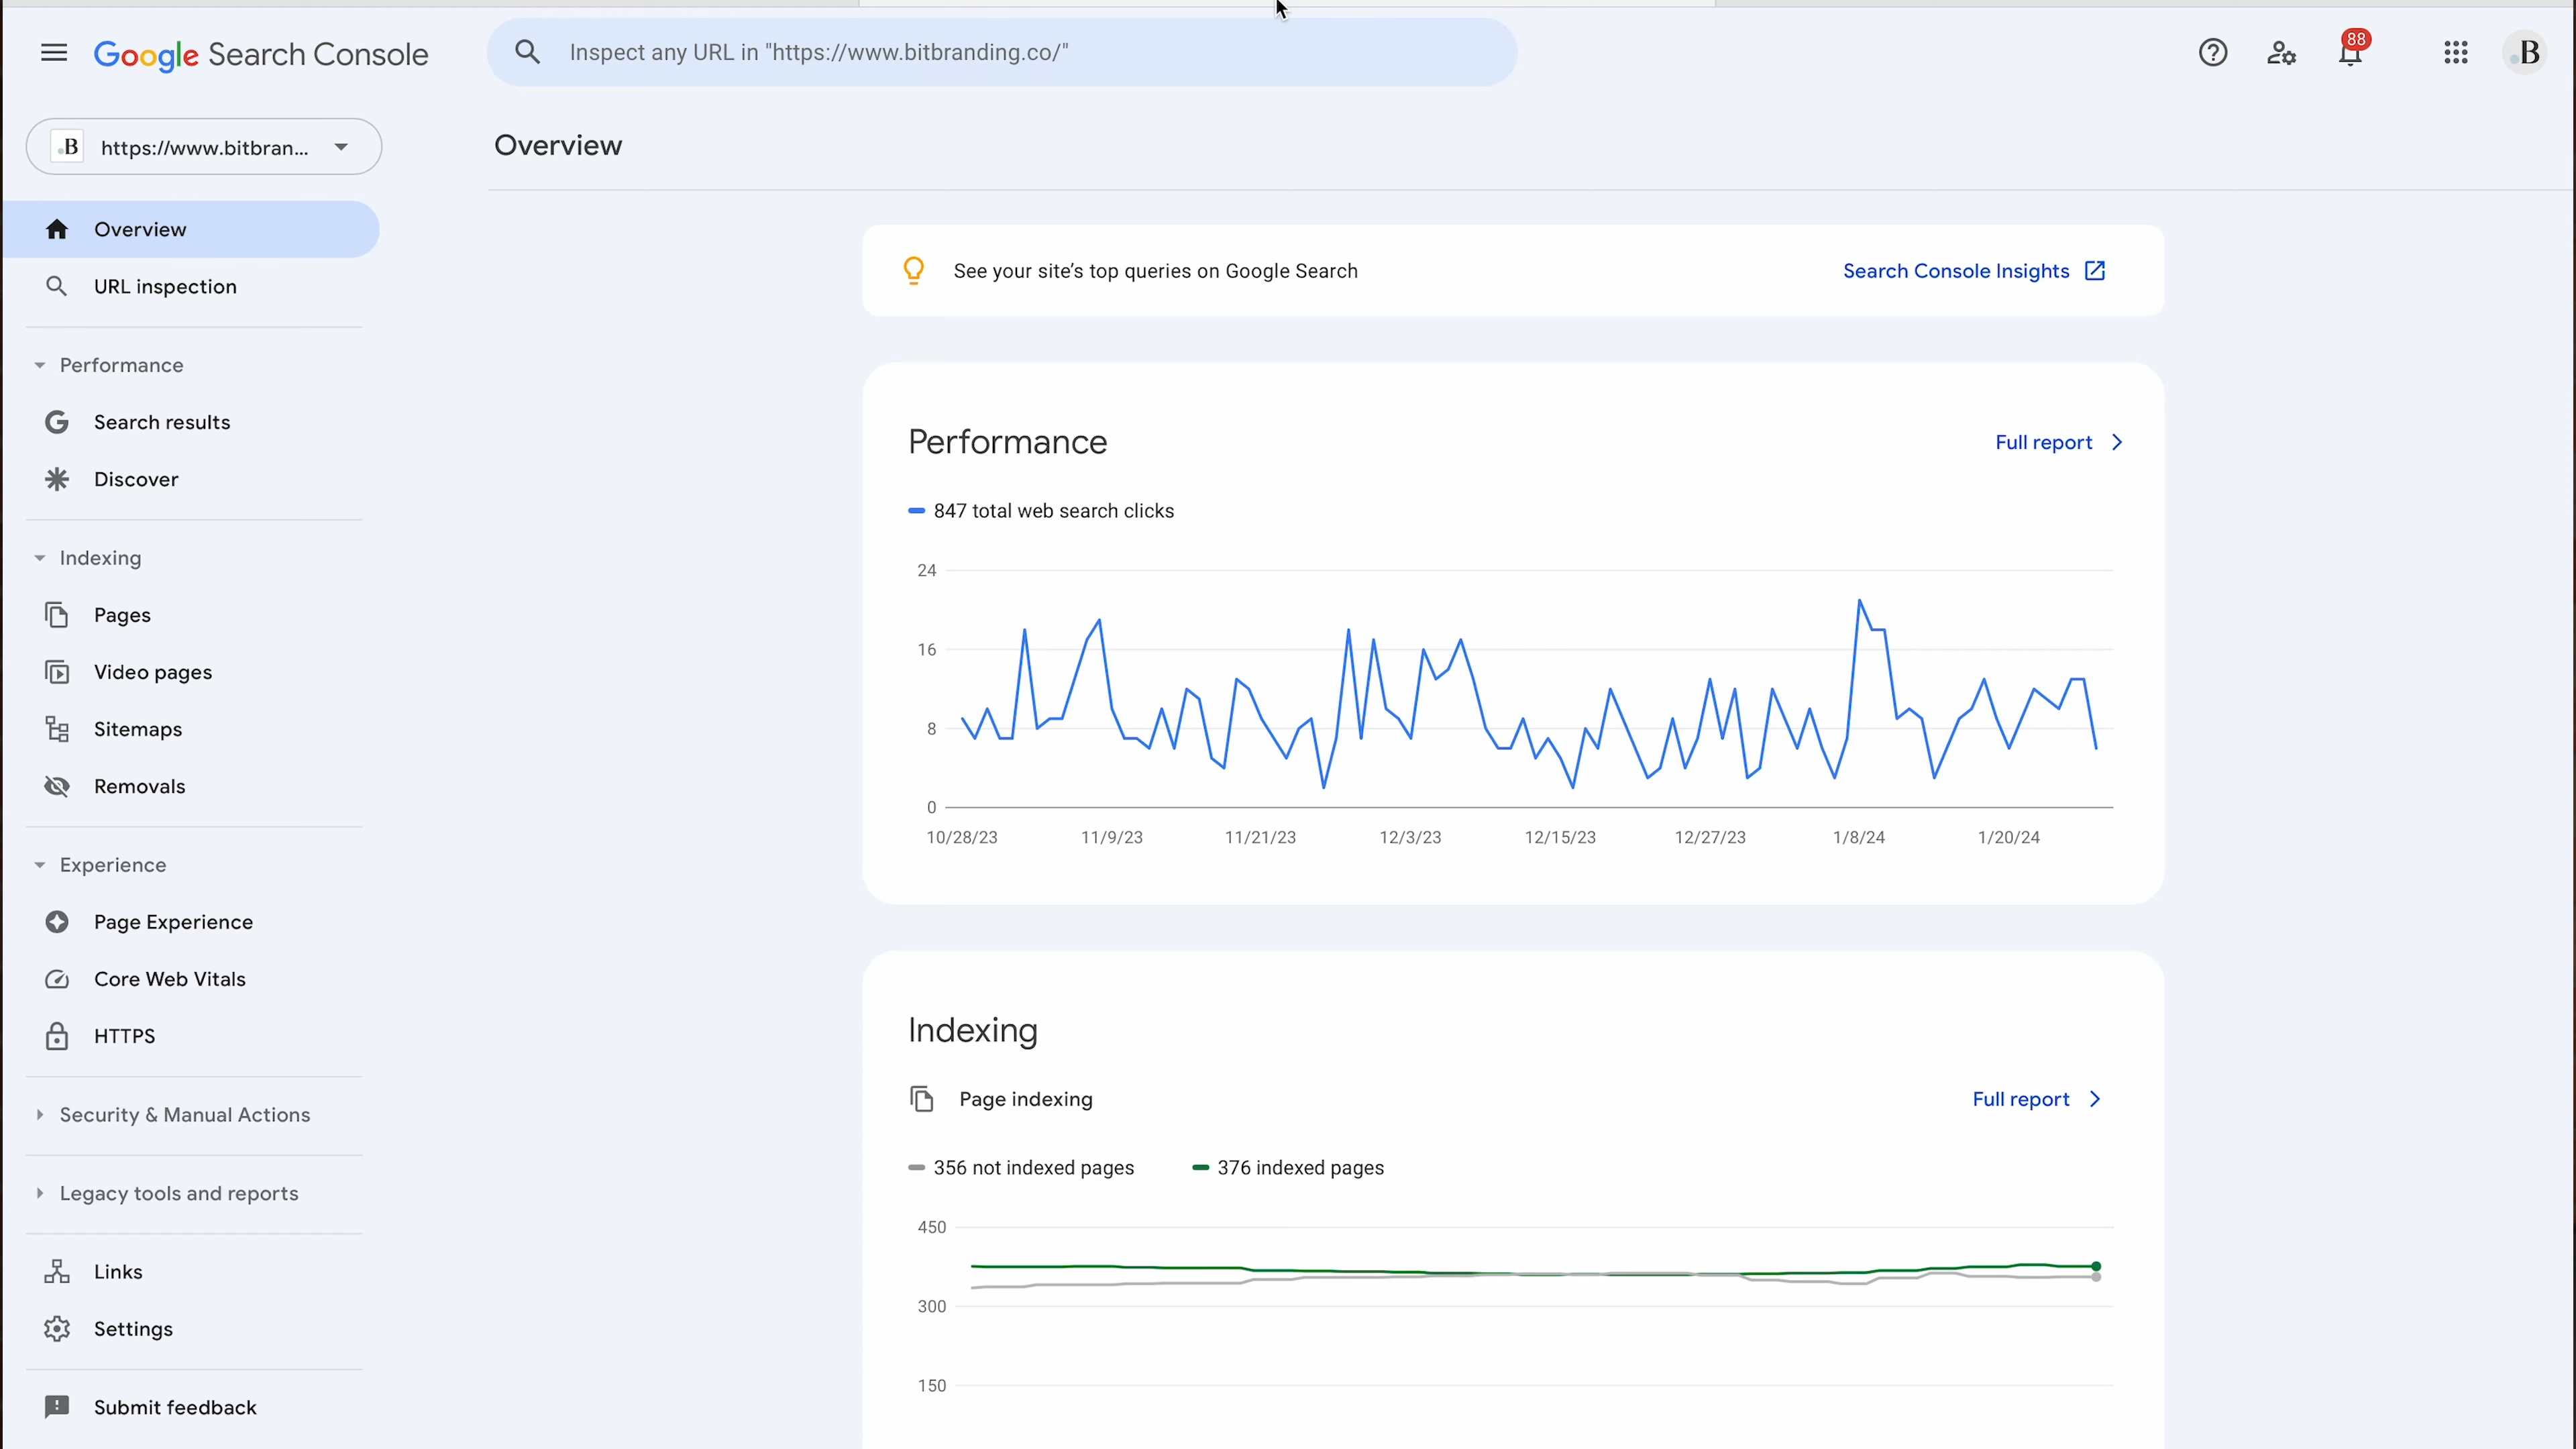 Google Search Console
Inspect any URL in "https://www.bitbranding.co/"
88
.B
.B https://www.bitbran...
Overview
Overview
URL inspection
Performance
Search results
Discover
Indexing
Pages
Video pages
Sitemaps
Removals
Experience
Page Experience
Core Web Vitals
HTTPS
Security & Manual Actions
Legacy tools and reports
Links
Settings
Submit feedback
See your site's top queries on Google Search
Search Console Insights
Performance
Full report
847 total web search clicks
24
16
8
0
10/28/23 11/9/23 11/21/23 12/3/23 12/15/23 12/27/23 1/8/24 1/20/24
Indexing
Page indexing
Full report
356 not indexed pages 376 indexed pages
450
300
150